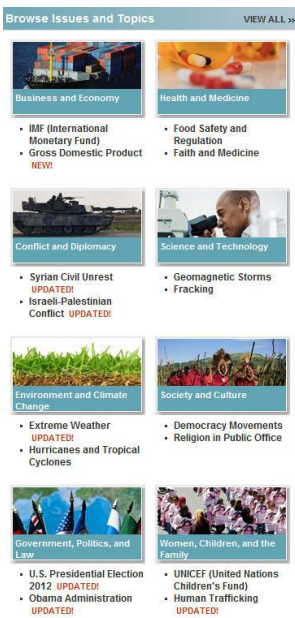 Browse Issues and Topics VIEW ALL »
Business and Economy
• IMF (International
Monetary Fund)
• Gross Domestic Product
NEW!
Health and Medicine
• Food Safety and
Regulation
• Faith and Medicine
Conflict and Diplomacy
• Syrian Civil Unrest
UPDATED!
• Israeli-Palestinian
Conflict UPDATED!
Science and Technology
• Geomagnetic Storms
• Fracking
Environment and Climate
Change
• Extreme Weather
UPDATED!
• Hurricanes and Tropical
Cyclones
Society and Culture
• Democracy Movements
• Religion in Public Office
Government, Politics, and
Law
• U.S. Presidential Election
2012 UPDATED!
• Obama Administration
UPDATED!
Women, Children, and the
Family
• UNICEF (United Nations
Children's Fund)
• Human Trafficking
UPDATED!